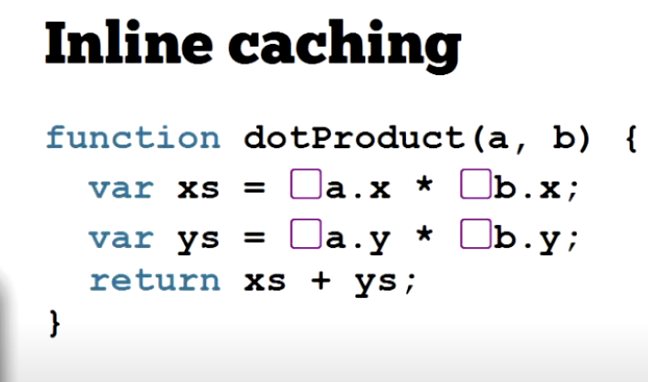 Inline caching
function dotProduct(a, b) {
var xs = □a.x * □b.x;
var ys = □a.y * □b.y;
return xs + ys;
}